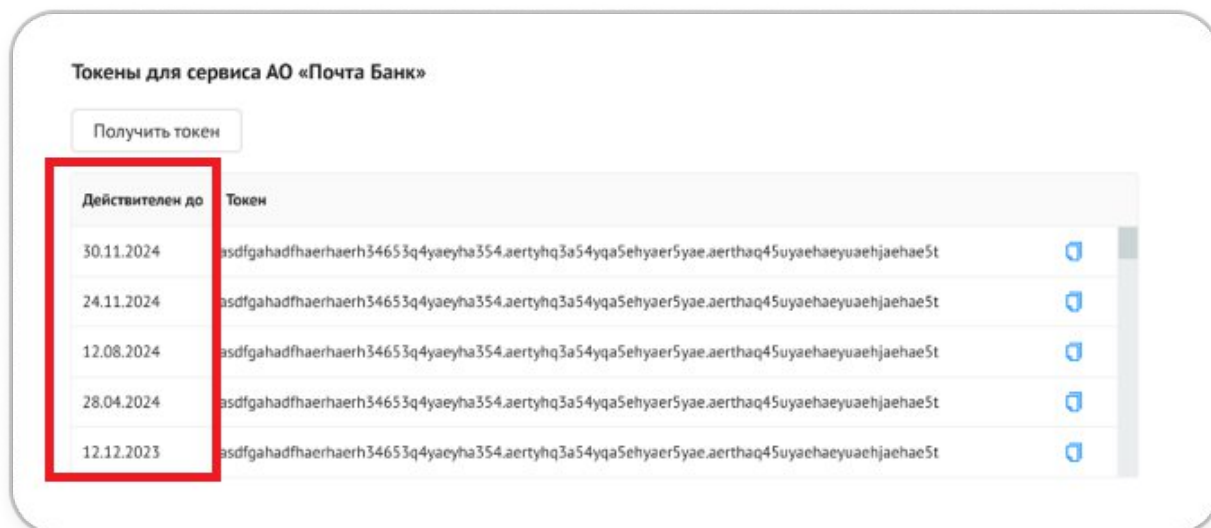 Токены для сервиса АО «Почта Банк»
Получить токен
Действителен до Токен
30.11.2024 asdfgahadfhaerhaerh34653q4yaeyha354.aertyhq3a54yqa5ehyaer5yae.aerthaq45uyaehaeyuaehjaehae5t
24.11.2024 asdfgahadfhaerhaerh34653q4yaeyha354.aertyhq3a54yqa5ehyaer5yae.aerthaq45uyaehaeyuaehjaehae5t
12.08.2024 asdfgahadfhaerhaerh34653q4yaeyha354.aertyhq3a54yqa5ehyaer5yae.aerthaq45uyaehaeyuaehjaehae5t
28.04.2024 asdfgahadfhaerhaerh34653q4yaeyha354.aertyhq3a54yqa5ehyaer5yae.aerthaq45uyaehaeyuaehjaehae5t
12.12.2023 asdfgahadfhaerhaerh34653q4yaeyha354.aertyhq3a54yqa5ehyaer5yae.aerthaq45uyaehaeyuaehjaehae5t